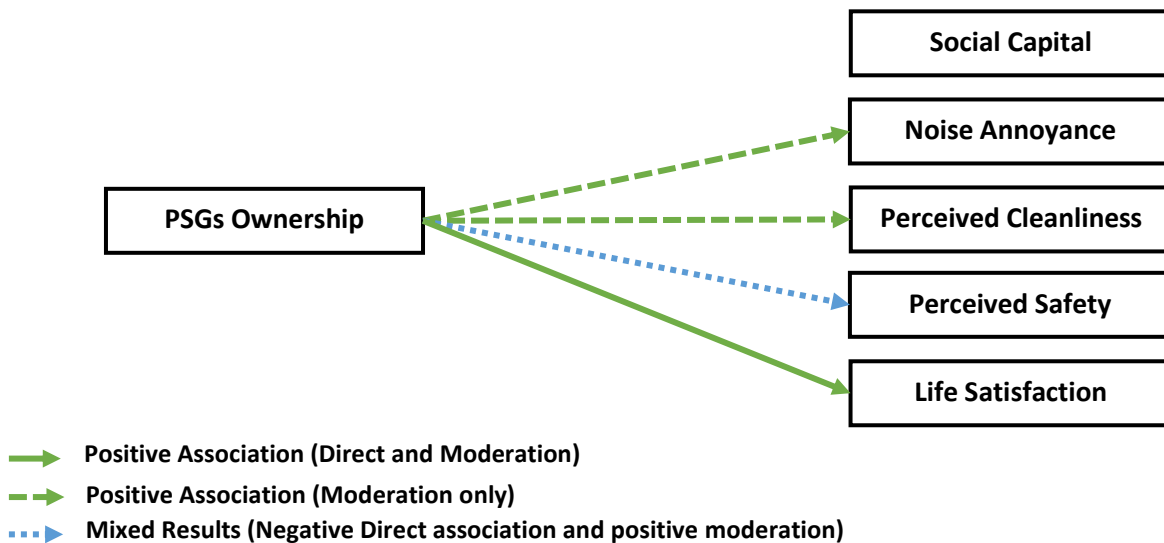 Social Capital
Noise Annoyance
PSGs Ownership
Perceived Cleanliness
Perceived Safety
Life Satisfaction
Positive Association (Direct and Moderation)
Positive Association (Moderation only)
Mixed Results (Negative Direct association and positive moderation)